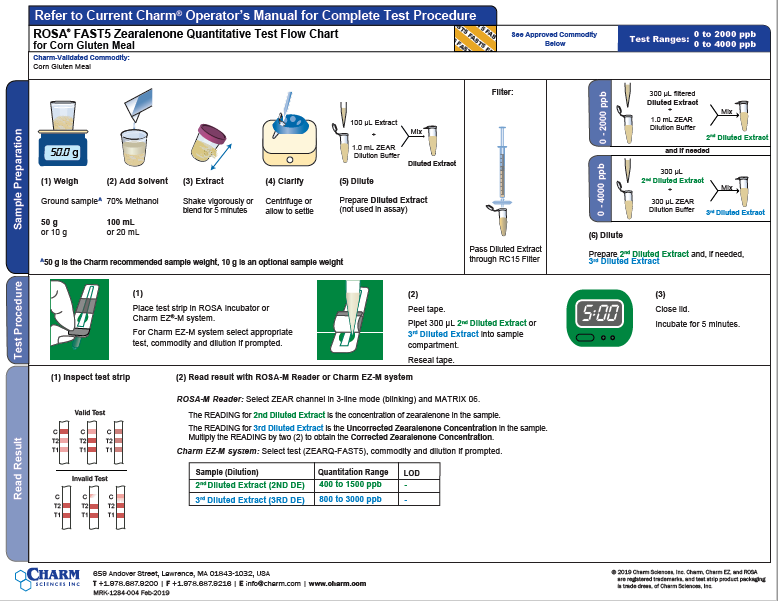 Refer to Current Charm® Operator's Manual for Complete Test Procedure
ROSA® FAST5 Zearalenone Quantitative Test Flow Chart
for Corn Gluten Meal
See Approved Commodity
Below
Test Ranges: 0 to 2000 ppb
0 to 4000 ppb
Charm-Validated Commodity:
Corn Gluten Meal
Sample Preparation
50.0 g
(1) Weigh
Ground sampleA
50 g
or 10 g
(2) Add Solvent
70% Methanol
100 mL
or 20 mL
(3) Extract
Shake vigorously or
blend for 5 minutes
(4) Clarify
Centrifuge or
allow to settle
100 µL Extract
+
1.0 mL ZEAR
Dilution Buffer
Mix
Diluted Extract
(5) Dilute
Prepare Diluted Extract
(not used in assay)
A50 g is the Charm recommended sample weight, 10 g is an optional sample weight
Filter:
Pass Diluted Extract
through RC15 Filter
0 - 2000 ppb
300 µL filtered
Diluted Extract
+
1.0 mL ZEAR
Dilution Buffer
Mix
2nd Diluted Extract
and if needed
0 - 4000 ppb
300 µL
2nd Diluted Extract
+
300 µL ZEAR
Dilution Buffer
Mix
3rd Diluted Extract
(6) Dilute
Prepare 2nd Diluted Extract and, if needed,
3rd Diluted Extract
Test Procedure
(1)
Place test strip in ROSA Incubator or
Charm EZ®-M system.
For Charm EZ-M system select appropriate
test, commodity and dilution if prompted.
(2)
Peel tape.
Pipet 300 µL 2nd Diluted Extract or
3rd Diluted Extract into sample
compartment.
Reseal tape.
5:00
(3)
Close lid.
Incubate for 5 minutes.
Read Result
(1) Inspect test strip
Valid Test
C C C
T2 T2 T2
T1 T1 T1
Invalid Test
C C C
T2 T2 T2
T1 T1 T1
(2) Read result with ROSA-M Reader or Charm EZ-M system
ROSA-M Reader: Select ZEAR channel in 3-line mode (blinking) and MATRIX 06.
The READING for 2nd Diluted Extract is the concentration of zearalenone in the sample.
The READING for 3rd Diluted Extract is the Uncorrected Zearalenone Concentration in the sample.
Multiply the READING by two (2) to obtain the Corrected Zearalenone Concentration.
Charm EZ-M system: Select test (ZEARQ-FAST5), commodity and dilution if prompted.
Sample (Dilution) Quantitation Range LOD
2nd Diluted Extract (2ND DE) 400 to 1500 ppb -
3rd Diluted Extract (3RD DE) 800 to 3000 ppb -
CHARM
SCIENCES INC
659 Andover Street, Lawrence, MA 01843-1032, USA
T +1.978.687.9200 | F +1.978.687.9216 | E info@charm.com | www.charm.com
MRK-1284-004 Feb-2019
© 2019 Charm Sciences, Inc. Charm, Charm EZ, and ROSA
are registered trademarks, and test strip product packaging
is trade dress, of Charm Sciences, Inc.